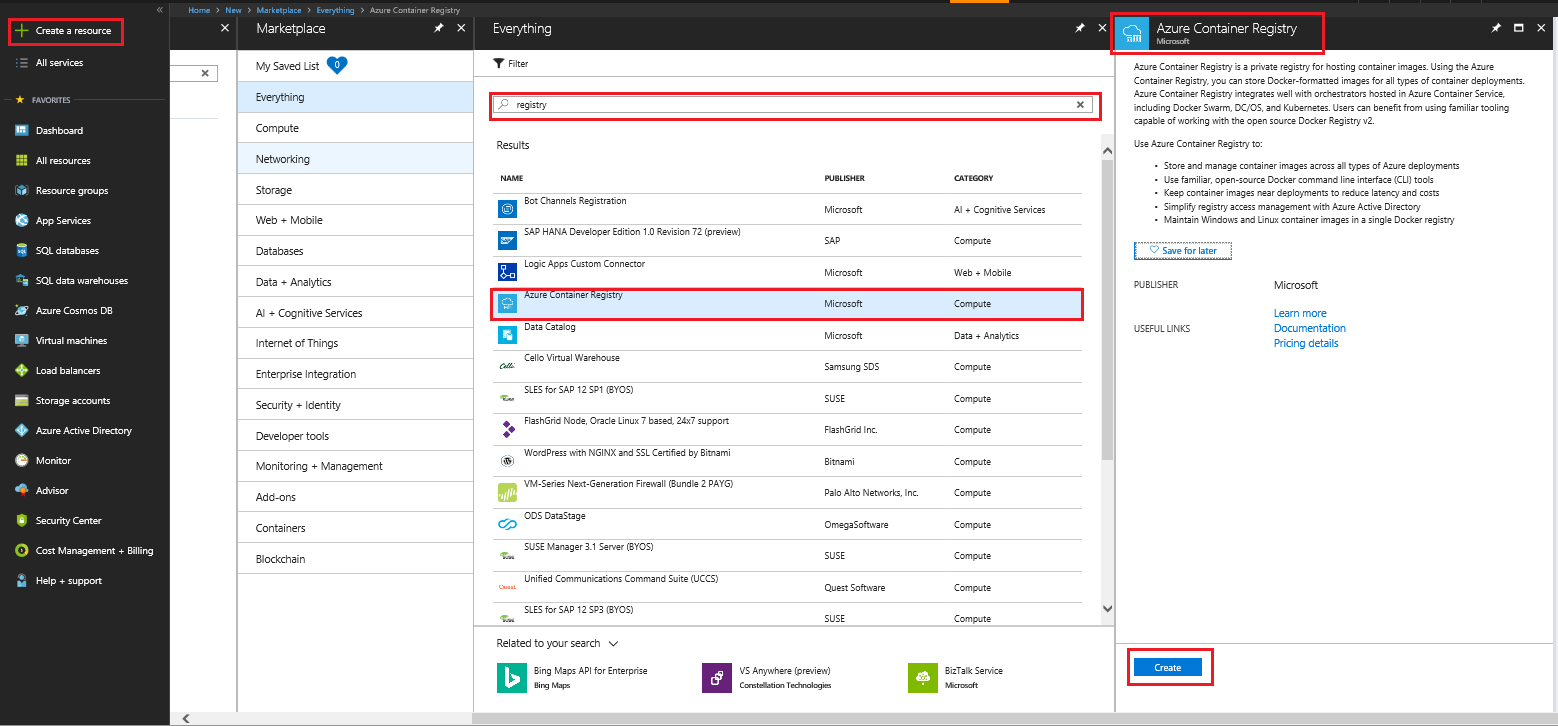 Home > New > Marketplace > Everything > Azure Container Registry
Create a resource
All services
FAVORITES
Dashboard
All resources
Resource groups
App Services
SQL databases
SQL data warehouses
Azure Cosmos DB
Virtual machines
Load balancers
Storage accounts
Azure Active Directory
Monitor
Advisor
Security Center
Cost Management + Billing
Help + support
Marketplace
My Saved List 0
Everything
Compute
Networking
Storage
Web + Mobile
Databases
Data + Analytics
AI + Cognitive Services
Internet of Things
Enterprise Integration
Security + Identity
Developer tools
Monitoring + Management
Add-ons
Containers
Blockchain
Everything
Filter
registry
Results
NAME PUBLISHER CATEGORY
Bot Channels Registration Microsoft AI + Cognitive Services
SAP HANA Developer Edition 1.0 Revision 72 (preview) SAP Compute
Logic Apps Custom Connector Microsoft Web + Mobile
Azure Container Registry Microsoft Compute
Data Catalog Microsoft Data + Analytics
Cello Virtual Warehouse Samsung SDS Compute
SLES for SAP 12 SP1 (BYOS) SUSE Compute
FlashGrid Node, Oracle Linux 7 based, 24x7 support FlashGrid Inc. Compute
WordPress with NGINX and SSL Certified by Bitnami Bitnami Compute
VM-Series Next-Generation Firewall (Bundle 2 PAYG) Palo Alto Networks, Inc. Compute
ODS DataStage OmegaSoftware Compute
SUSE Manager 3.1 Server (BYOS) SUSE Compute
Unified Communications Command Suite (UCCS) Quest Software Compute
SLES for SAP 12 SP3 (BYOS) SUSE Compute
Related to your search
Bing Maps API for Enterprise
Bing Maps
VS Anywhere (preview)
Constellation Technologies
BizTalk Service
Microsoft
Azure Container Registry
Microsoft
Azure Container Registry is a private registry for hosting container images. Using the Azure
Container Registry, you can store Docker-formatted images for all types of container deployments.
Azure Container Registry integrates well with orchestrators hosted in Azure Container Service,
including Docker Swarm, DC/OS, and Kubernetes. Users can benefit from using familiar tooling
capable of working with the open source Docker Registry v2.
Use Azure Container Registry to:
• Store and manage container images across all types of Azure deployments
• Use familiar, open-source Docker command line interface (CLI) tools
• Keep container images near deployments to reduce latency and costs
• Simplify registry access management with Azure Active Directory
• Maintain Windows and Linux container images in a single Docker registry
Save for later
PUBLISHER Microsoft
USEFUL LINKS
Learn more
Documentation
Pricing details
Create